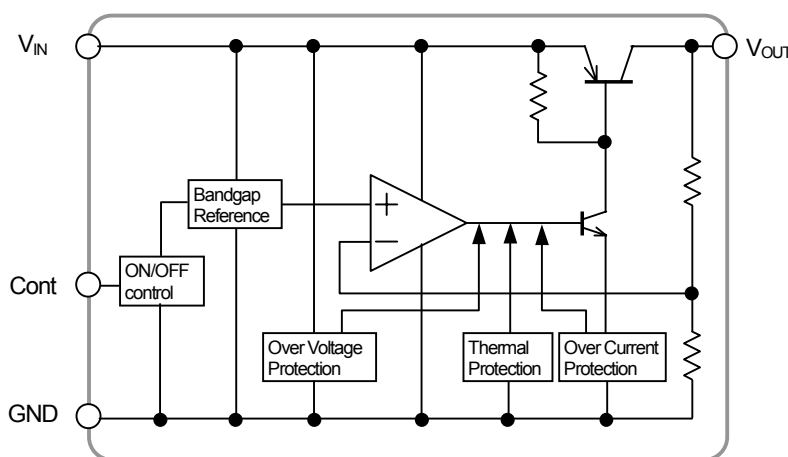 VIN
VOUT
Bandgap
Reference
+
−
Cont
ON/OFF
control
Over Voltage
Protection
Thermal
Protection
Over Current
Protection
GND